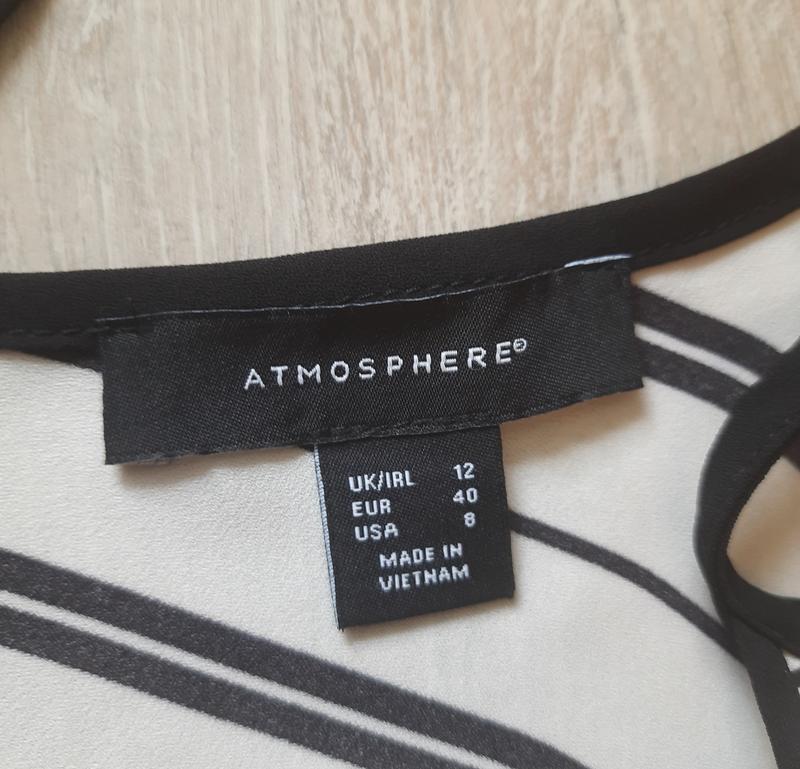 ATMOSPHERE®
UK/IRL 12
EUR 40
USA 8
MADE IN
VIETNAM